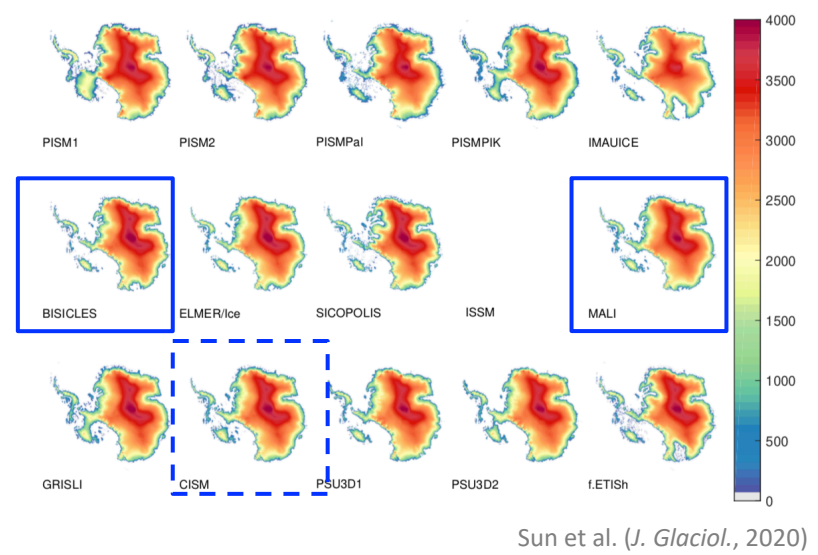 PISM1 PISM2 PISMPal PISMPIK IMAUICE
BISICLES ELMER/Ice SICOPOLIS ISSM MALI
GRISLI CISM PSU3D1 PSU3D2 f.ETISh
4000
3500
3000
2500
2000
1500
1000
500
0
Sun et al. (J. Glaciol., 2020)